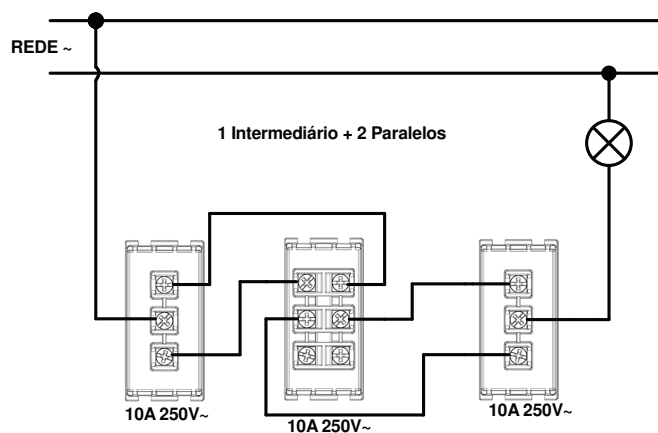 REDE ~
1 Intermediário + 2 Paralelos
10A 250V~
10A 250V~
10A 250V~